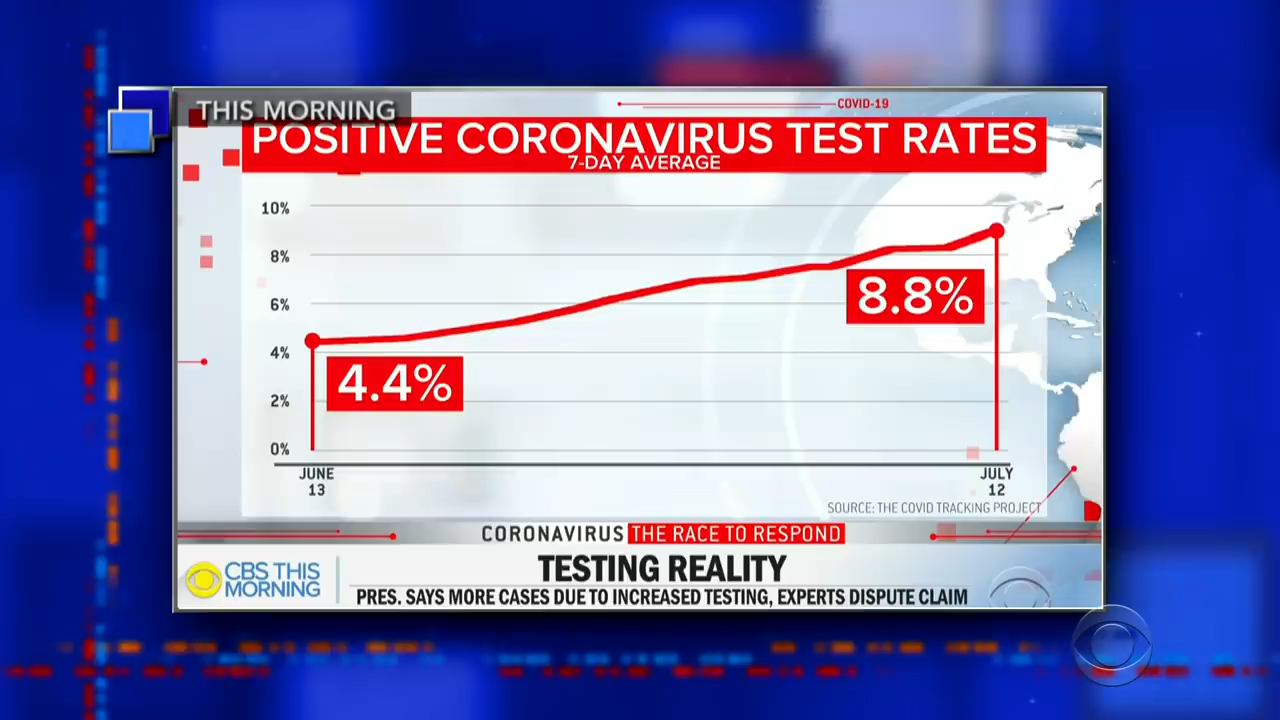 THIS MORNING
COVID-19
POSITIVE CORONAVIRUS TEST RATES
7-DAY AVERAGE
10%
8%
6%
4%
2%
0%
8.8%
4.4%
JUNE
13
JULY
12
SOURCE: THE COVID TRACKING PROJECT
CORONAVIRUS THE RACE TO RESPOND
CBS THIS
MORNING
TESTING REALITY
PRES. SAYS MORE CASES DUE TO INCREASED TESTING, EXPERTS DISPUTE CLAIM